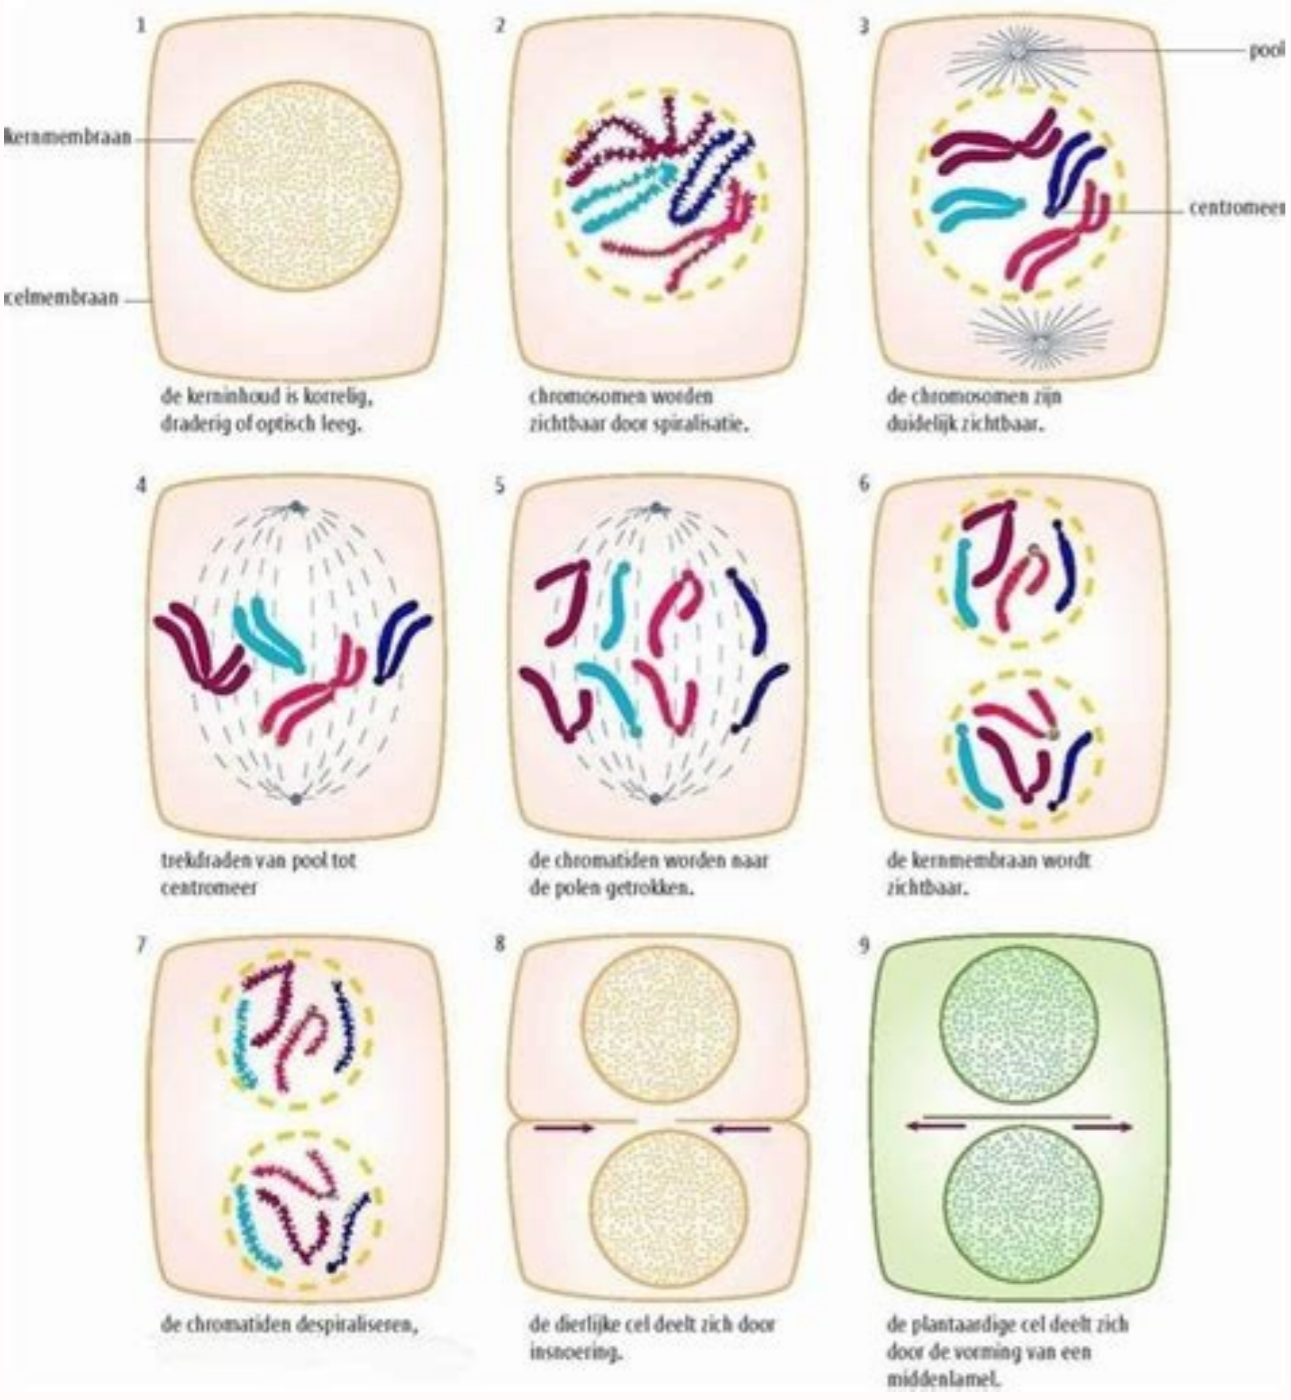 1
2
3
pool
kernmembraan
centromeer
celmembraan
de kerninhoud is korrelig,
draderig of optisch leeg.
chromosomen worden
zichtbaar door spiralisatie.
de chromosomen zijn
duidelijk zichtbaar.
4
5
6
trekdraden van pool tot
centromeer
de chromatiden worden naar
de polen getrokken.
de kernmembraan wordt
zichtbaar.
7
8
9
de chromatiden despiraliseren,
de dierlijke cel deelt zich door
insnoering.
de plantaardige cel deelt zich
door de vorming van een
middenlamel.